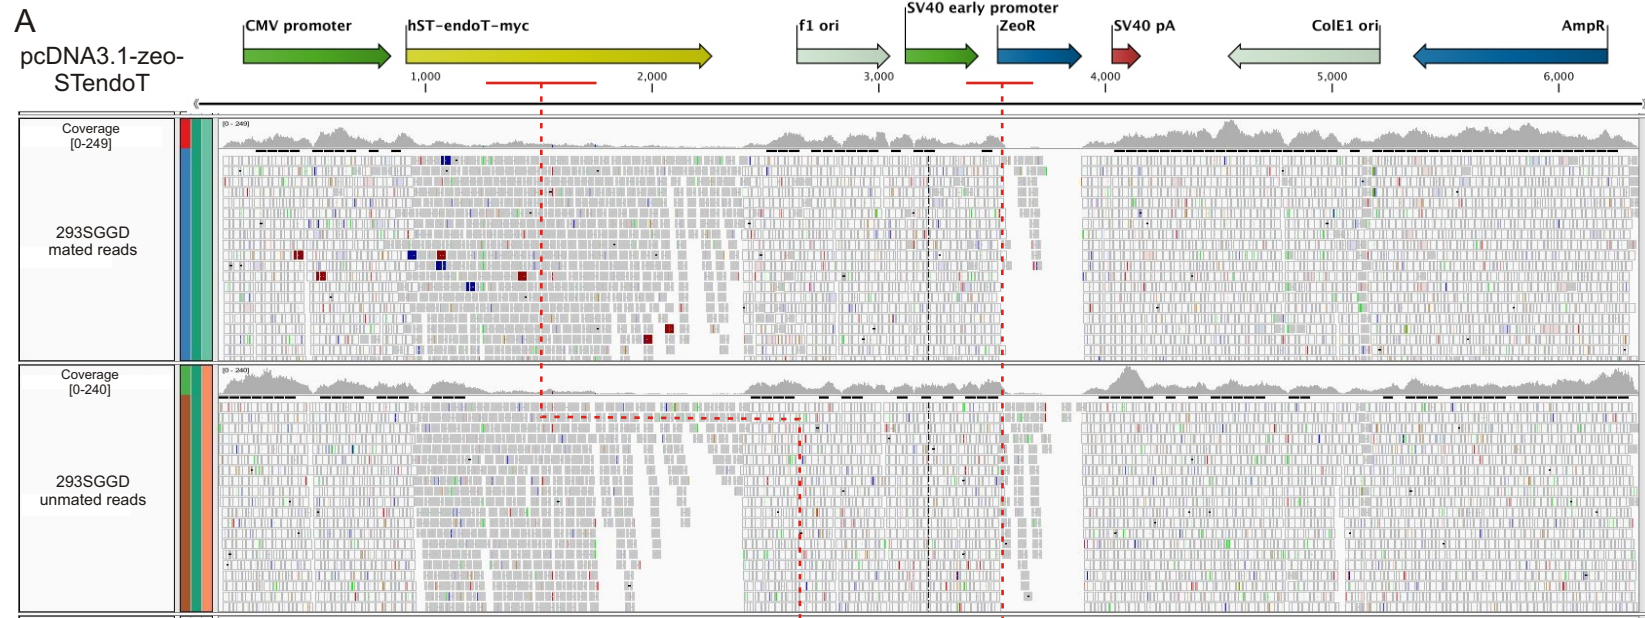 A
pcDNA3.1-zeo-
STendoT
CMV promoter
hST-endoT-myc
f1 ori
SV40 early promoter
ZeoR
SV40 pA
ColE1 ori
AmpR
1,000
2,000
3,000
4,000
5,000
6,000
Coverage
[0-249]
[0 - 249]
293SGGD
mated reads
Coverage
[0-240]
[0 - 240]
293SGGD
unmated reads